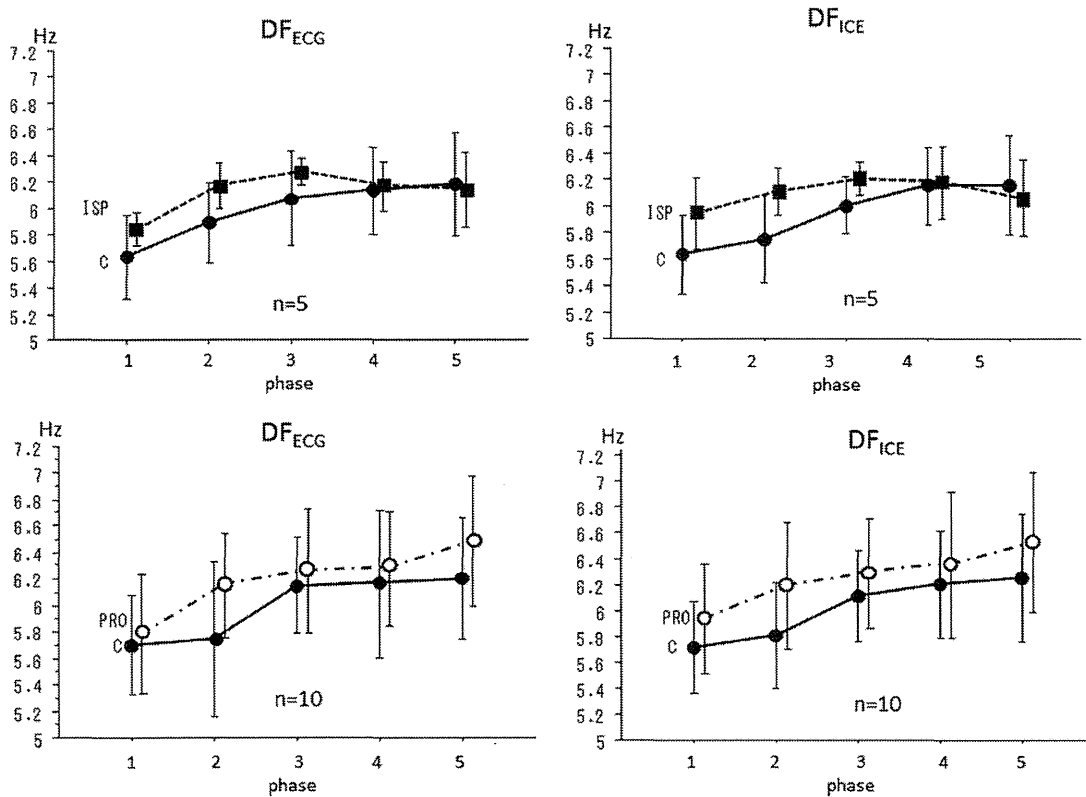 DF_ECG
Hz
7.2
7
6.8
6.6
6.4
6.2
6
5.8
5.6
5.4
5.2
5
ISP
C
n=5
1 2 3 4 5
phase
DF_ICE
Hz
7.2
7
6.8
6.6
6.4
6.2
6
5.8
5.6
5.4
5.2
5
ISP
C
n=5
1 2 3 4 5
phase
DF_ECG
Hz
7.2
7
6.8
6.6
6.4
6.2
6
5.8
5.6
5.4
5.2
5
PRO
C
n=10
1 2 3 4 5
phase
DF_ICE
Hz
7.2
7
6.8
6.6
6.4
6.2
6
5.8
5.6
5.4
5.2
5
PRO
C
n=10
1 2 3 4 5
phase